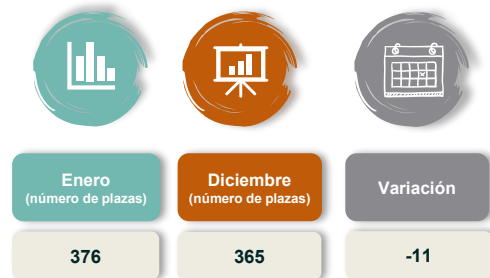 Enero
(número de plazas)
Diciembre
(número de plazas)
Variación
376
365
-11